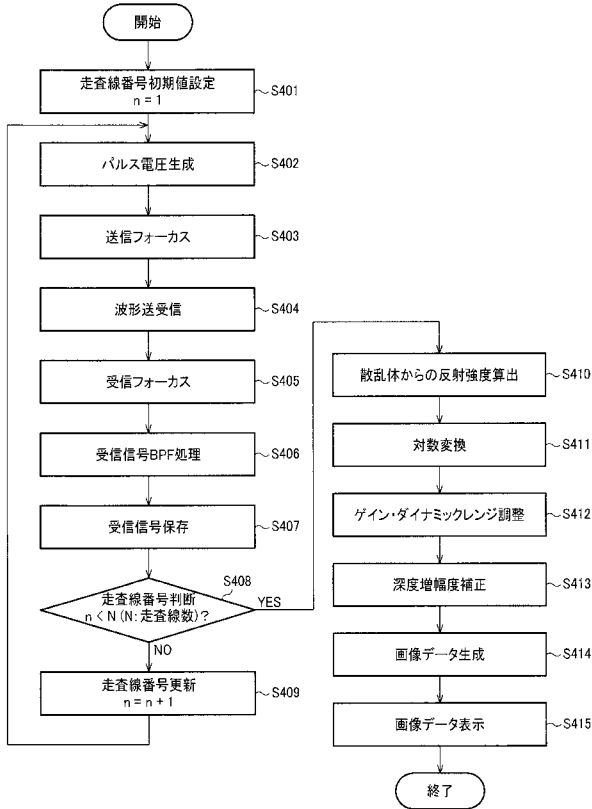 開始
走査線番号初期値設定
n = 1
S401
パルス電圧生成
S402
送信フォーカス
S403
波形送受信
S404
受信フォーカス
S405
受信信号BPF処理
S406
受信信号保存
S407
S408
走査線番号判断
n < N (N:走査線数)?
YES
NO
走査線番号更新
n = n + 1
S409
散乱体からの反射強度算出
S410
対数変換
S411
ゲイン・ダイナミックレンジ調整
S412
深度増幅度補正
S413
画像データ生成
S414
画像データ表示
S415
終了